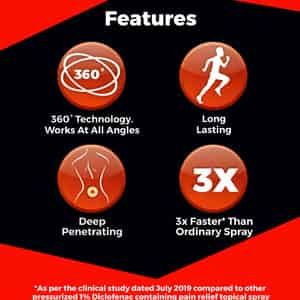 Features
360°
360° Technology.
Works At All Angles
Long
Lasting
Deep
Penetrating
3X
3x Faster* Than
Ordinary Spray
*As per the clinical study dated July 2019 compared to other
pressurized 1% Diclofenac containing pain relief topical spray